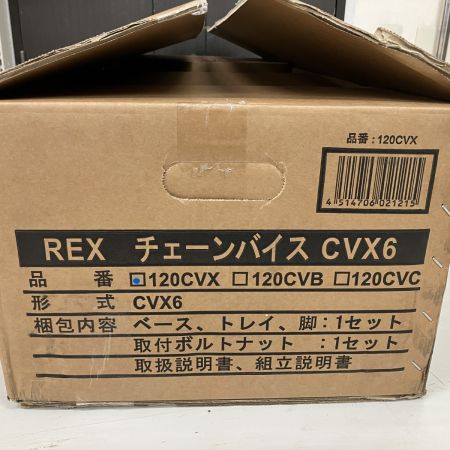 品番：120CVX
4 514706 021215
REX チェーンバイス CVX6
品番 ☑120CVX □120CVB □120CVC
形式 CVX6
梱包内容 ベース、トレイ、脚：1セット
取付ボルトナット ：1セット
取扱説明書、組立説明書